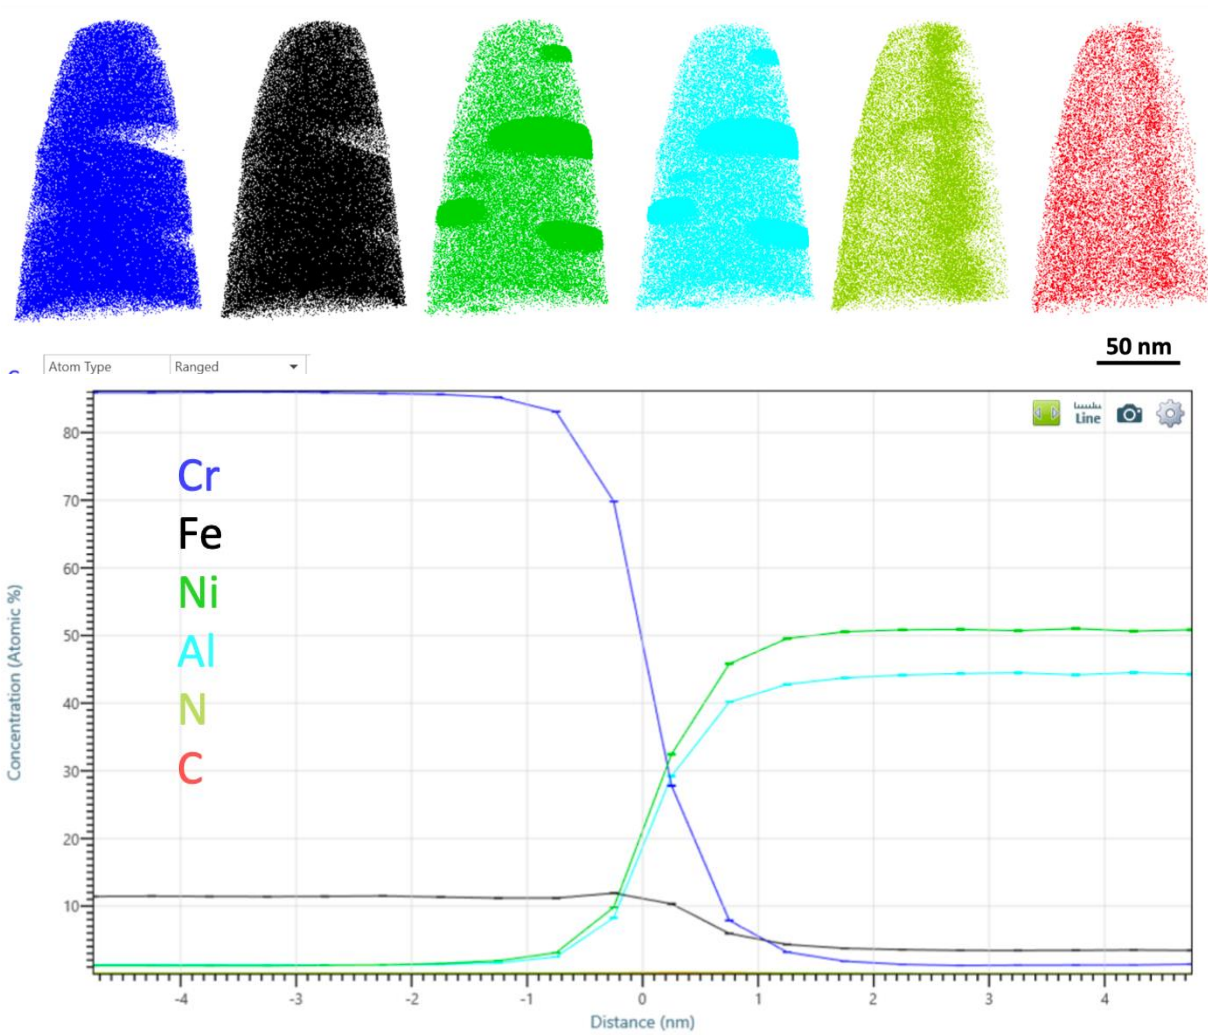 50 nm
Atom Type Ranged
Line
Cr
Fe
Ni
Al
N
C
Concentration (Atomic %)
80
70
60
50
40
30
20
10
-4 -3 -2 -1 0 1 2 3 4
Distance (nm)